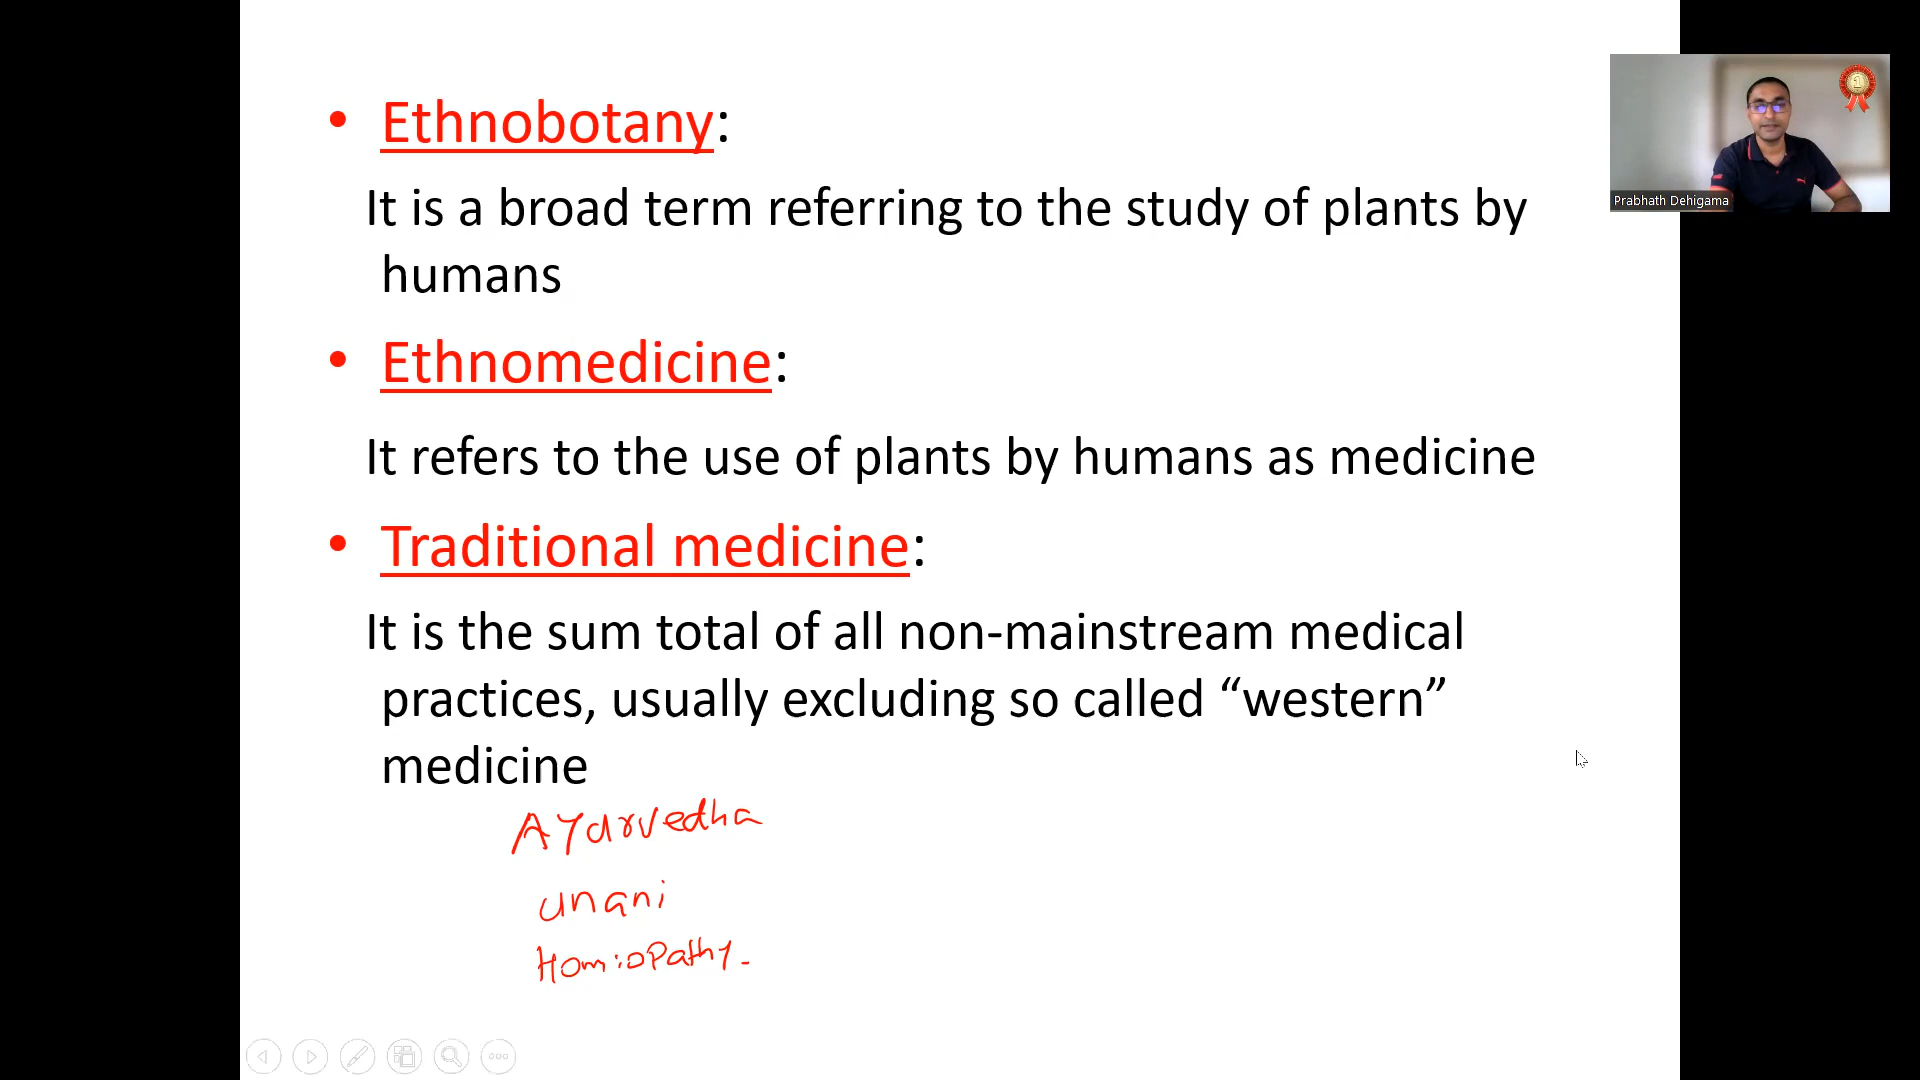 • Ethnobotany:
It is a broad term referring to the study of plants by
humans
• Ethnomedicine:
It refers to the use of plants by humans as medicine
• Traditional medicine:
It is the sum total of all non-mainstream medical
practices, usually excluding so called “western”
medicine
Ayurvedha
unani
Homiopathy.
Prabhath Dehigama
1